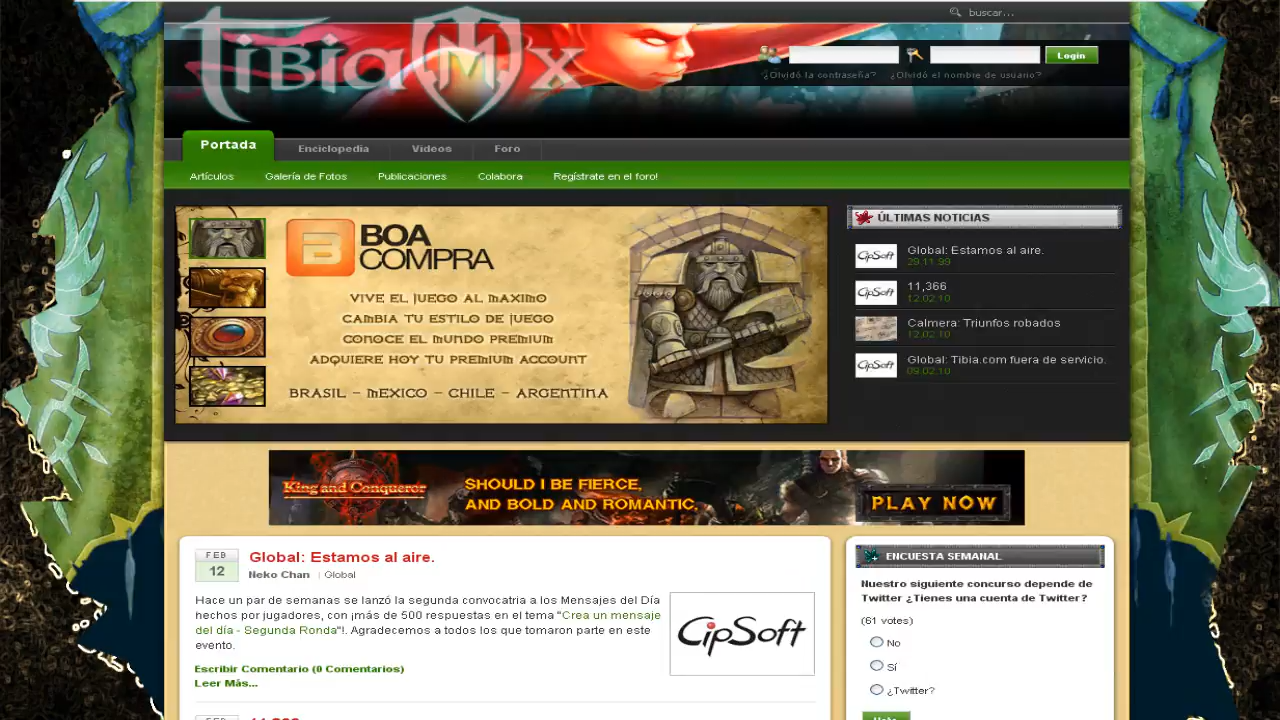 buscar...
TibiaMx
Login
¿Olvidó la contraseña? ¿Olvidó el nombre de usuario?
Portada Enciclopedia Videos Foro
Artículos Galería de Fotos Publicaciones Colabora Regístrate en el foro!
BOA
COMPRA
VIVE EL JUEGO AL MAXIMO
CAMBIA TU ESTILO DE JUEGO
CONOCE EL MUNDO PREMIUM
ADQUIERE HOY TU PREMIUM ACCOUNT
BRASIL - MEXICO - CHILE - ARGENTINA
ÚLTIMAS NOTICIAS
CipSoft
Global: Estamos al aire.
29.11.99
CipSoft
11,366
12.02.10
Calmera: Triunfos robados
12.02.10
CipSoft
Global: Tibia.com fuera de servicio.
09.02.10
King and Conqueror
SHOULD I BE FIERCE,
AND BOLD AND ROMANTIC.
PLAY NOW
FEB
12
Global: Estamos al aire.
Neko Chan | Global
Hace un par de semanas se lanzó la segunda convocatria a los Mensajes del Día
hechos por jugadores, con ¡más de 500 respuestas en el tema "Crea un mensaje
del día - Segunda Ronda"!. Agradecemos a todos los que tomaron parte en este
evento.
CipSoft
Escribir Comentario (0 Comentarios)
Leer Más...
ENCUESTA SEMANAL
Nuestro siguiente concurso depende de
Twitter ¿Tienes una cuenta de Twitter?
(61 votes)
No
Sí
¿Twitter?